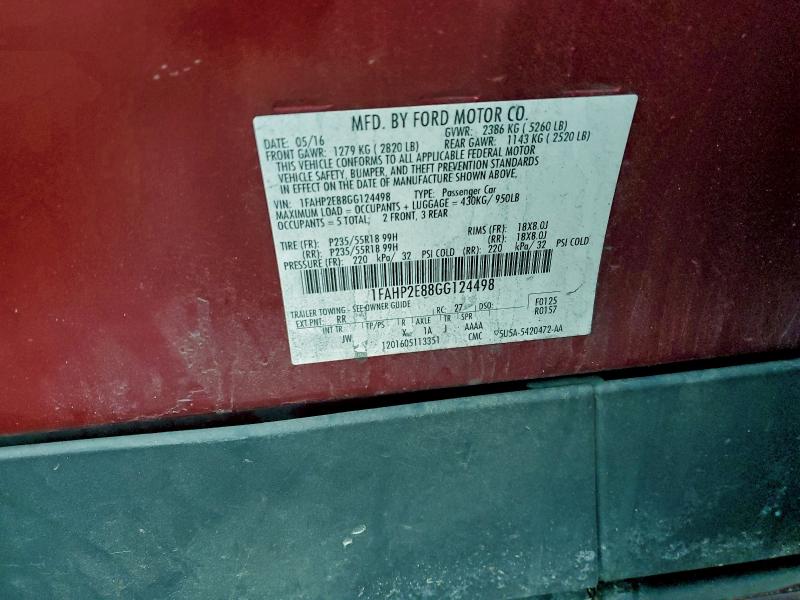 MFD. BY FORD MOTOR CO.
DATE: 05/16 GVWR: 2386 KG ( 5260 LB)
FRONT GAWR: 1279 KG ( 2820 LB) REAR GAWR: 1143 KG ( 2520 LB)
THIS VEHICLE CONFORMS TO ALL APPLICABLE FEDERAL MOTOR
VEHICLE SAFETY, BUMPER, AND THEFT PREVENTION STANDARDS
IN EFFECT ON THE DATE OF MANUFACTURE SHOWN ABOVE.
VIN: 1FAHP2E88GG124498 TYPE: Passenger Car
MAXIMUM LOAD = OCCUPANTS + LUGGAGE = 430KG/ 950LB
OCCUPANTS = 5 TOTAL; 2 FRONT, 3 REAR
TIRE (FR): P235/55R18 99H RIMS (FR): 18X8.0J
(RR): P235/55R18 99H (RR): 18X8.0J
PRESSURE (FR): 220 kPa/ 32 PSI COLD (RR): 220 kPa/ 32 PSI COLD
1FAHP2E88GG124498
TRAILER TOWING - SEE OWNER GUIDE F0125
EXT PNT: RR RC: 27 DSO: R0157
INT TR TP/PS R AXLE TR SPR
JW X 1A J AAAA
1201605113351 CMC 5USA-5420472-AA